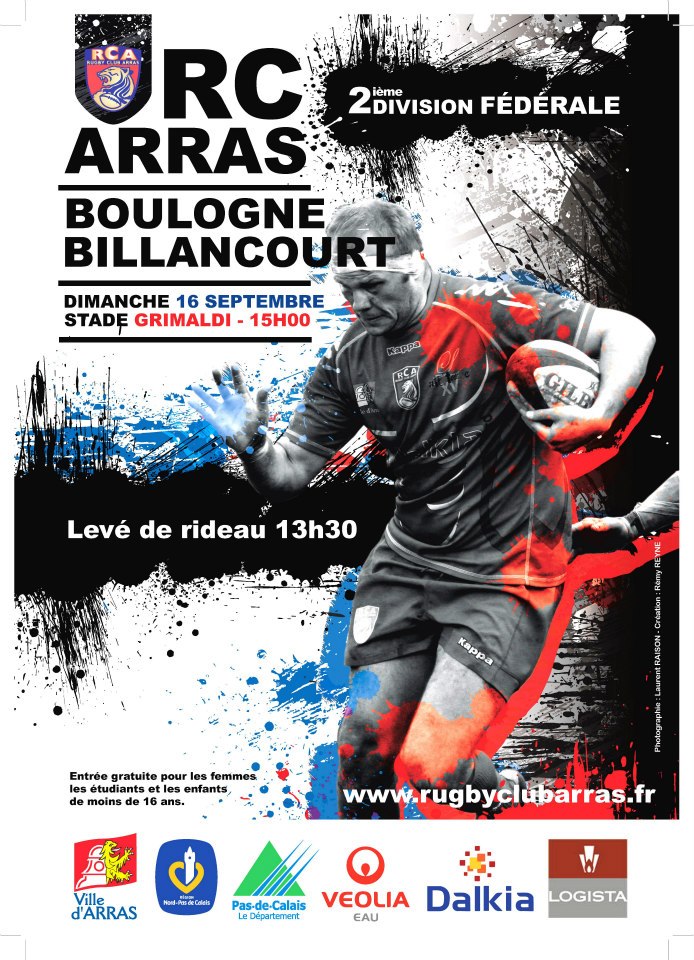 RCA
RUGBY CLUB ARRAS
RC
ARRAS
2ième DIVISION FÉDÉRALE
BOULOGNE
BILLANCOURT
DIMANCHE 16 SEPTEMBRE
STADE GRIMALDI - 15H00
Kappa
RCA
GILB
Levé de rideau 13h30
Kappa
Photographie : Laurent RAISON - Création : Rémy REYNÉ
Entrée gratuite pour les femmes
les étudiants et les enfants
de moins de 16 ans.
www.rugbyclubarras.fr
Ville
d'ARRAS
RÉGION
Nord-Pas de Calais
Pas-de-Calais
Le Département
VEOLIA
EAU
Dalkia
LOGISTA